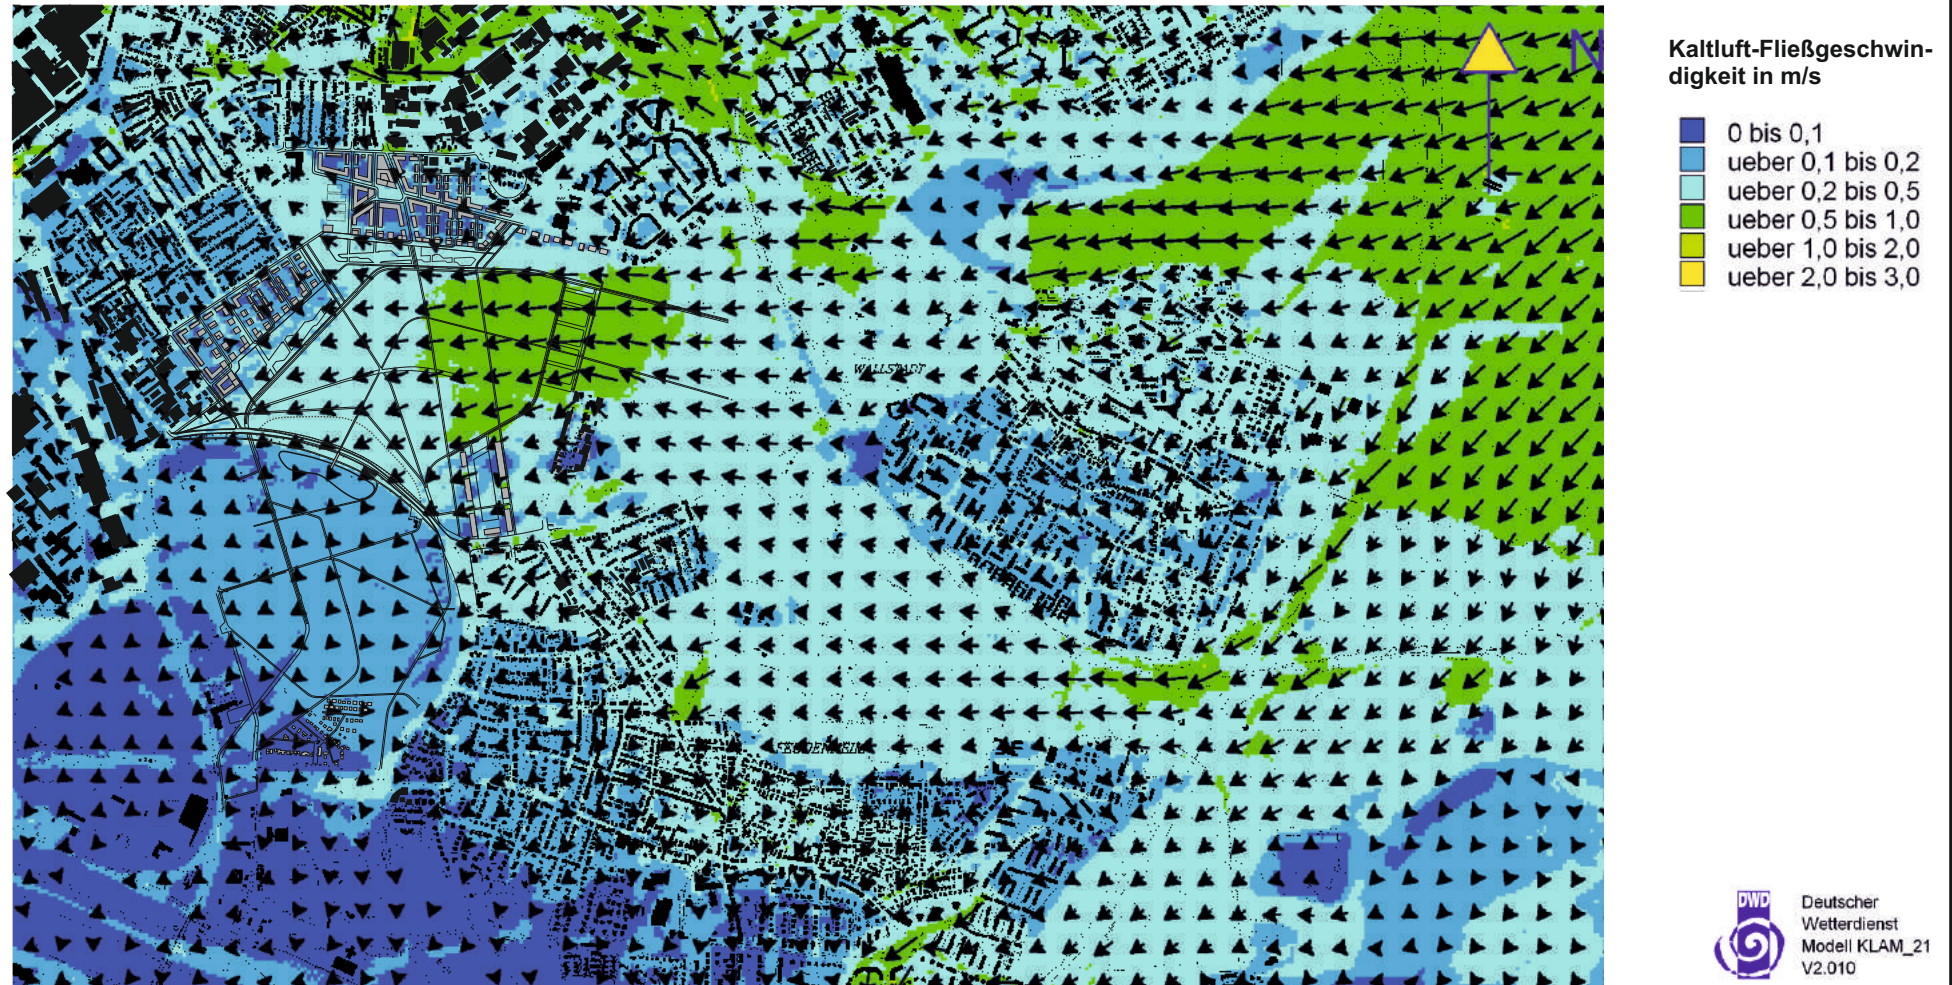 N
WALLSTADT
FEUDENHEIM
Kaltluft-Fließgeschwin-
digkeit in m/s
0 bis 0,1
ueber 0,1 bis 0,2
ueber 0,2 bis 0,5
ueber 0,5 bis 1,0
ueber 1,0 bis 2,0
ueber 2,0 bis 3,0
DWD
Deutscher
Wetterdienst
Modell KLAM_21
V2.010